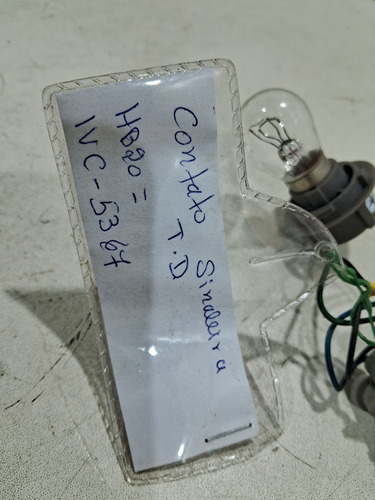 Contato Sinaleira
T.D
HB20 =
IVC-5367